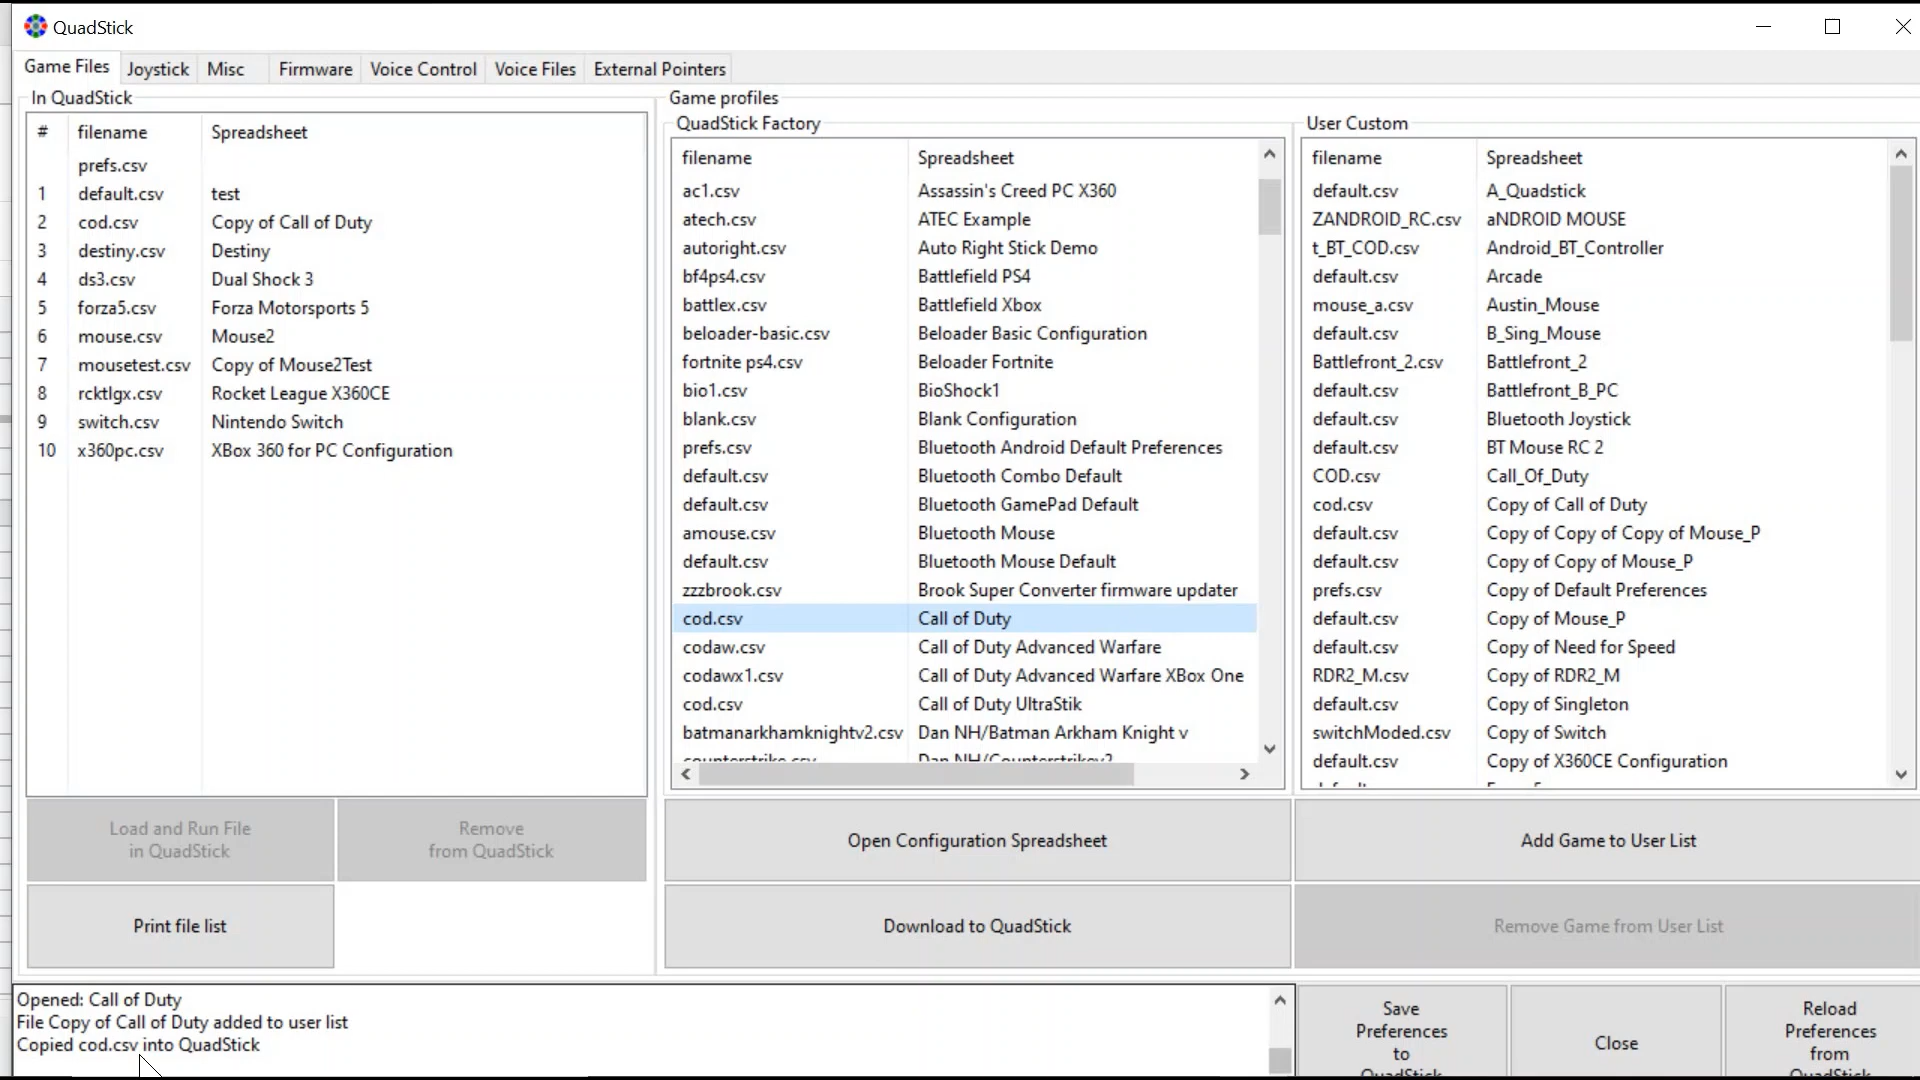 QuadStick
Game Files Joystick Misc Firmware Voice Control Voice Files External Pointers
In QuadStick
# filename Spreadsheet
prefs.csv
1 default.csv test
2 cod.csv Copy of Call of Duty
3 destiny.csv Destiny
4 ds3.csv Dual Shock 3
5 forza5.csv Forza Motorsports 5
6 mouse.csv Mouse2
7 mousetest.csv Copy of Mouse2Test
8 rcktlgx.csv Rocket League X360CE
9 switch.csv Nintendo Switch
10 x360pc.csv XBox 360 for PC Configuration
Load and Run File
in QuadStick
Remove
from QuadStick
Print file list
Game profiles
QuadStick Factory
filename Spreadsheet
ac1.csv Assassin's Creed PC X360
atech.csv ATEC Example
autoright.csv Auto Right Stick Demo
bf4ps4.csv Battlefield PS4
battlex.csv Battlefield Xbox
beloader-basic.csv Beloader Basic Configuration
fortnite ps4.csv Beloader Fortnite
bio1.csv BioShock1
blank.csv Blank Configuration
prefs.csv Bluetooth Android Default Preferences
default.csv Bluetooth Combo Default
default.csv Bluetooth GamePad Default
amouse.csv Bluetooth Mouse
default.csv Bluetooth Mouse Default
zzzbrook.csv Brook Super Converter firmware updater
cod.csv Call of Duty
codaw.csv Call of Duty Advanced Warfare
codawx1.csv Call of Duty Advanced Warfare XBox One
cod.csv Call of Duty UltraStik
batmanarkhamknightv2.csv Dan NH/Batman Arkham Knight v
counterstrike.csv Dan NH/Counterstrikev2
Open Configuration Spreadsheet
Download to QuadStick
User Custom
filename Spreadsheet
default.csv A_Quadstick
ZANDROID_RC.csv aNDROID MOUSE
t_BT_COD.csv Android_BT_Controller
default.csv Arcade
mouse_a.csv Austin_Mouse
default.csv B_Sing_Mouse
Battlefront_2.csv Battlefront_2
default.csv Battlefront_B_PC
default.csv Bluetooth Joystick
default.csv BT Mouse RC 2
COD.csv Call_Of_Duty
cod.csv Copy of Call of Duty
default.csv Copy of Copy of Copy of Mouse_P
default.csv Copy of Copy of Mouse_P
prefs.csv Copy of Default Preferences
default.csv Copy of Mouse_P
default.csv Copy of Need for Speed
RDR2_M.csv Copy of RDR2_M
default.csv Copy of Singleton
switchModed.csv Copy of Switch
default.csv Copy of X360CE Configuration
Add Game to User List
Remove Game from User List
Opened: Call of Duty
File Copy of Call of Duty added to user list
Copied cod.csv into QuadStick
Save
Preferences
to
QuadStick
Close
Reload
Preferences
from
QuadStick